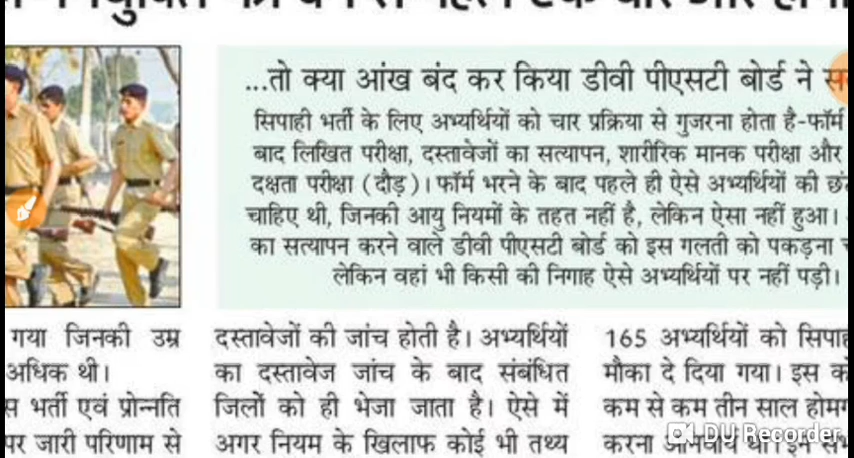 ...तो क्या आंख बंद कर किया डीवी पीएसटी बोर्ड ने
सिपाही भर्ती के लिए अभ्यर्थियों को चार प्रक्रिया से गुजरना होता है-फॉर्म
बाद लिखित परीक्षा, दस्तावेजों का सत्यापन, शारीरिक मानक परीक्षा और
दक्षता परीक्षा (दौड़)। फॉर्म भरने के बाद पहले ही ऐसे अभ्यर्थियों की
चाहिए थी, जिनकी आयु नियमों के तहत नहीं है, लेकिन ऐसा नहीं हुआ।
का सत्यापन करने वाले डीवी पीएसटी बोर्ड को इस गलती को पकड़ना
लेकिन वहां भी किसी की निगाह ऐसे अभ्यर्थियों पर नहीं पड़ी।
गया जिनकी उम्र
अधिक थी।
भर्ती एवं प्रोन्नति
पर जारी परिणाम से
दस्तावेजों की जांच होती है। अभ्यर्थियों
का दस्तावेज जांच के बाद संबंधित
जिलों को ही भेजा जाता है। ऐसे में
अगर नियम के खिलाफ कोई भी तथ्य
165 अभ्यर्थियों को
मौका दे दिया गया। इस
कम से कम तीन साल
करना
DU Recorder